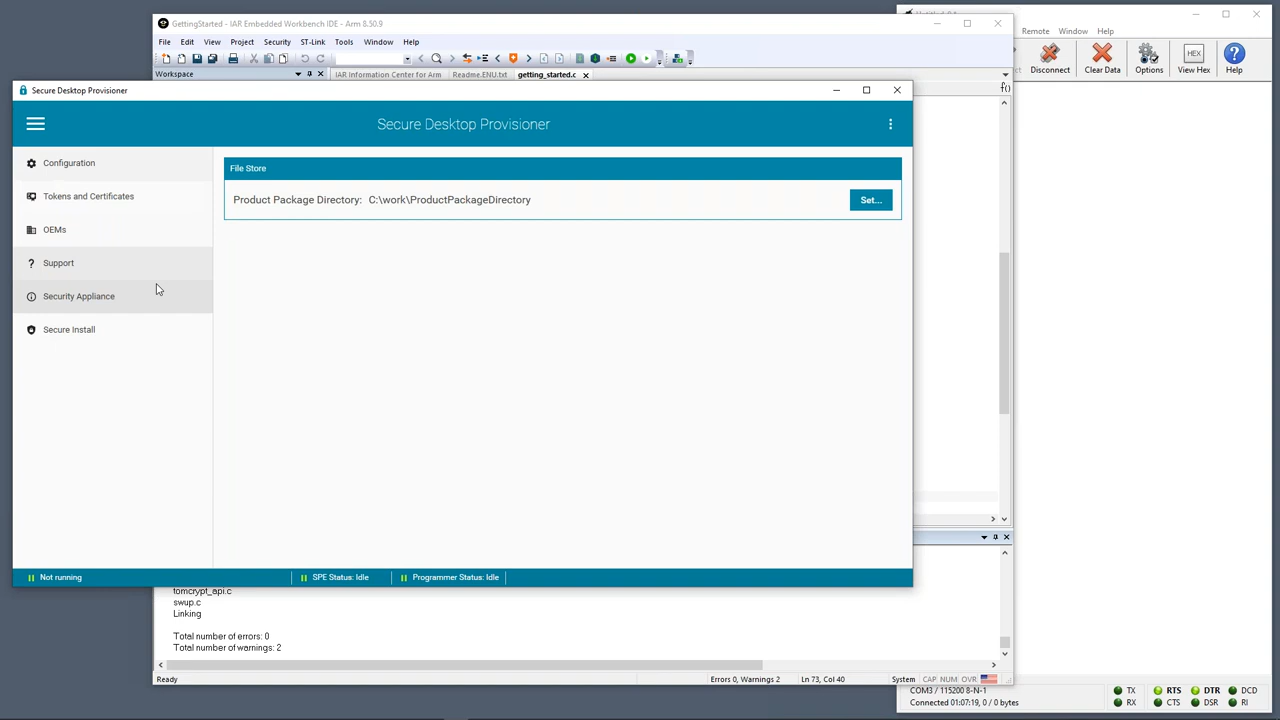 GettingStarted - IAR Embedded Workbench IDE - Arm 8.50.9
File Edit View Project Security ST-Link Tools Window Help
Workspace
IAR Information Center for Arm Readme.ENU.txt getting_started.c
f()
Remote Window Help
Disconnect Clear Data Options View Hex Help
HEX
Secure Desktop Provisioner
Secure Desktop Provisioner
Configuration
Tokens and Certificates
OEMs
Support
Security Appliance
Secure Install
File Store
Product Package Directory: C:\work\ProductPackageDirectory
Set...
Not running SPE Status: Idle Programmer Status: Idle
tomcrypt_api.c
swup.c
Linking
Total number of errors: 0
Total number of warnings: 2
Ready Errors 0, Warnings 2 Ln 73, Col 40 System CAP NUM OVR
COM3 / 115200 8-N-1
Connected 01:07:19, 0 / 0 bytes
TX RTS DTR DCD
RX CTS DSR RI